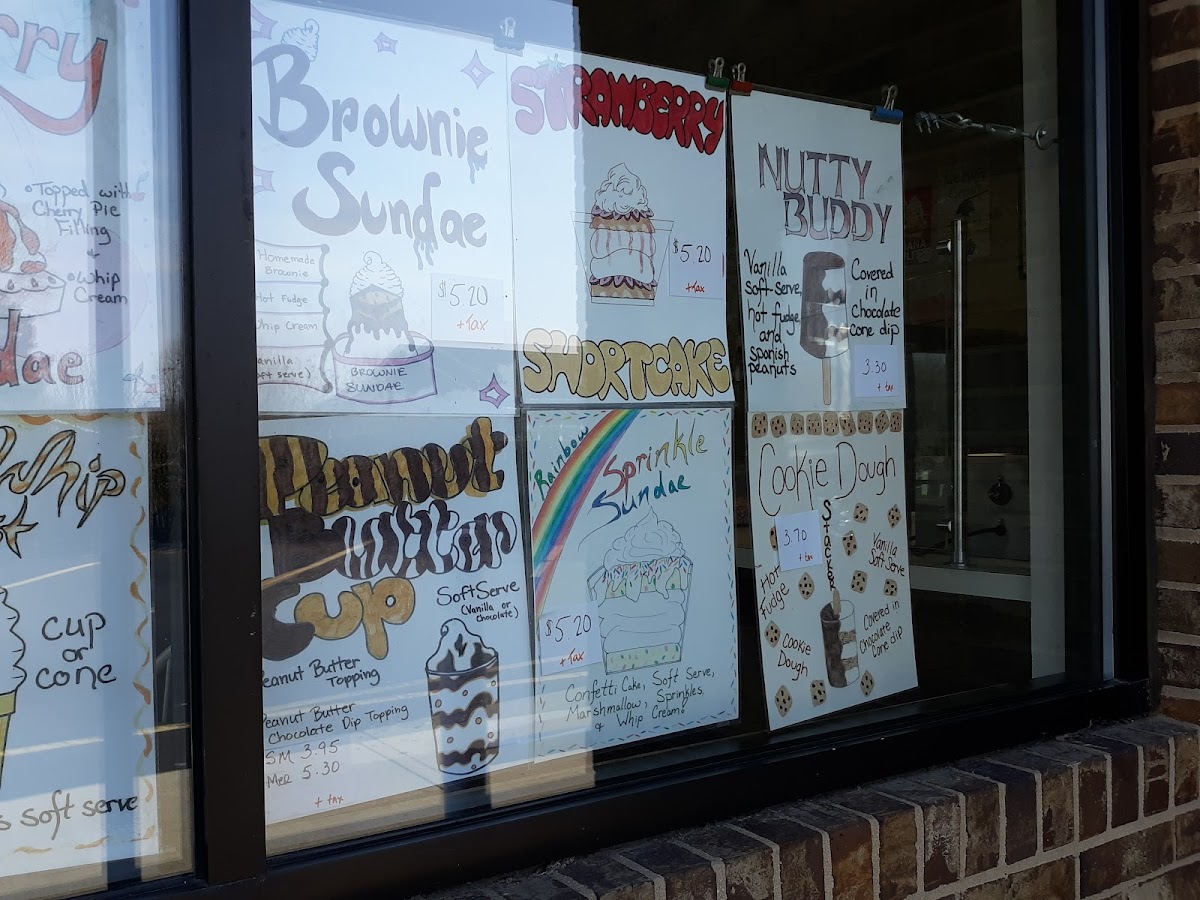 rry
• Topped with
Cherry Pie
Filling
+
• Whip
Cream
dae
Whip
cup
or
cone
s soft serve
Brownie
Sundae
Homemade
Brownie
Hot Fudge
Whip Cream
Vanilla
soft serve)
$5.20
+Tax
BROWNIE
SUNDAE
STRAWBERRY
$5.20
+Tax
SHORTCAKE
NUTTY
BUDDY
Vanilla
soft-serve,
hot fudge
and
spanish
peanuts
Covered
in
chocolate
cone dip
3.30
+ tax
Peanut
Butter
Cup
Soft Serve
(Vanilla or
chocolate)
Peanut Butter
Topping
Peanut Butter
Chocolate Dip Topping
SM 3.95
Med 5.30
+ tax
Rainbow
Sprinkle
Sundae
$5.20
+Tax
Confetti Cake, Soft Serve,
Marshmallow, Sprinkles,
& Whip Cream!
Cookie Dough
Stacker
3.70
+ tax
Hot
Fudge
Vanilla
Soft Serve
Cookie
Dough
Covered in
Chocolate
Cone dip